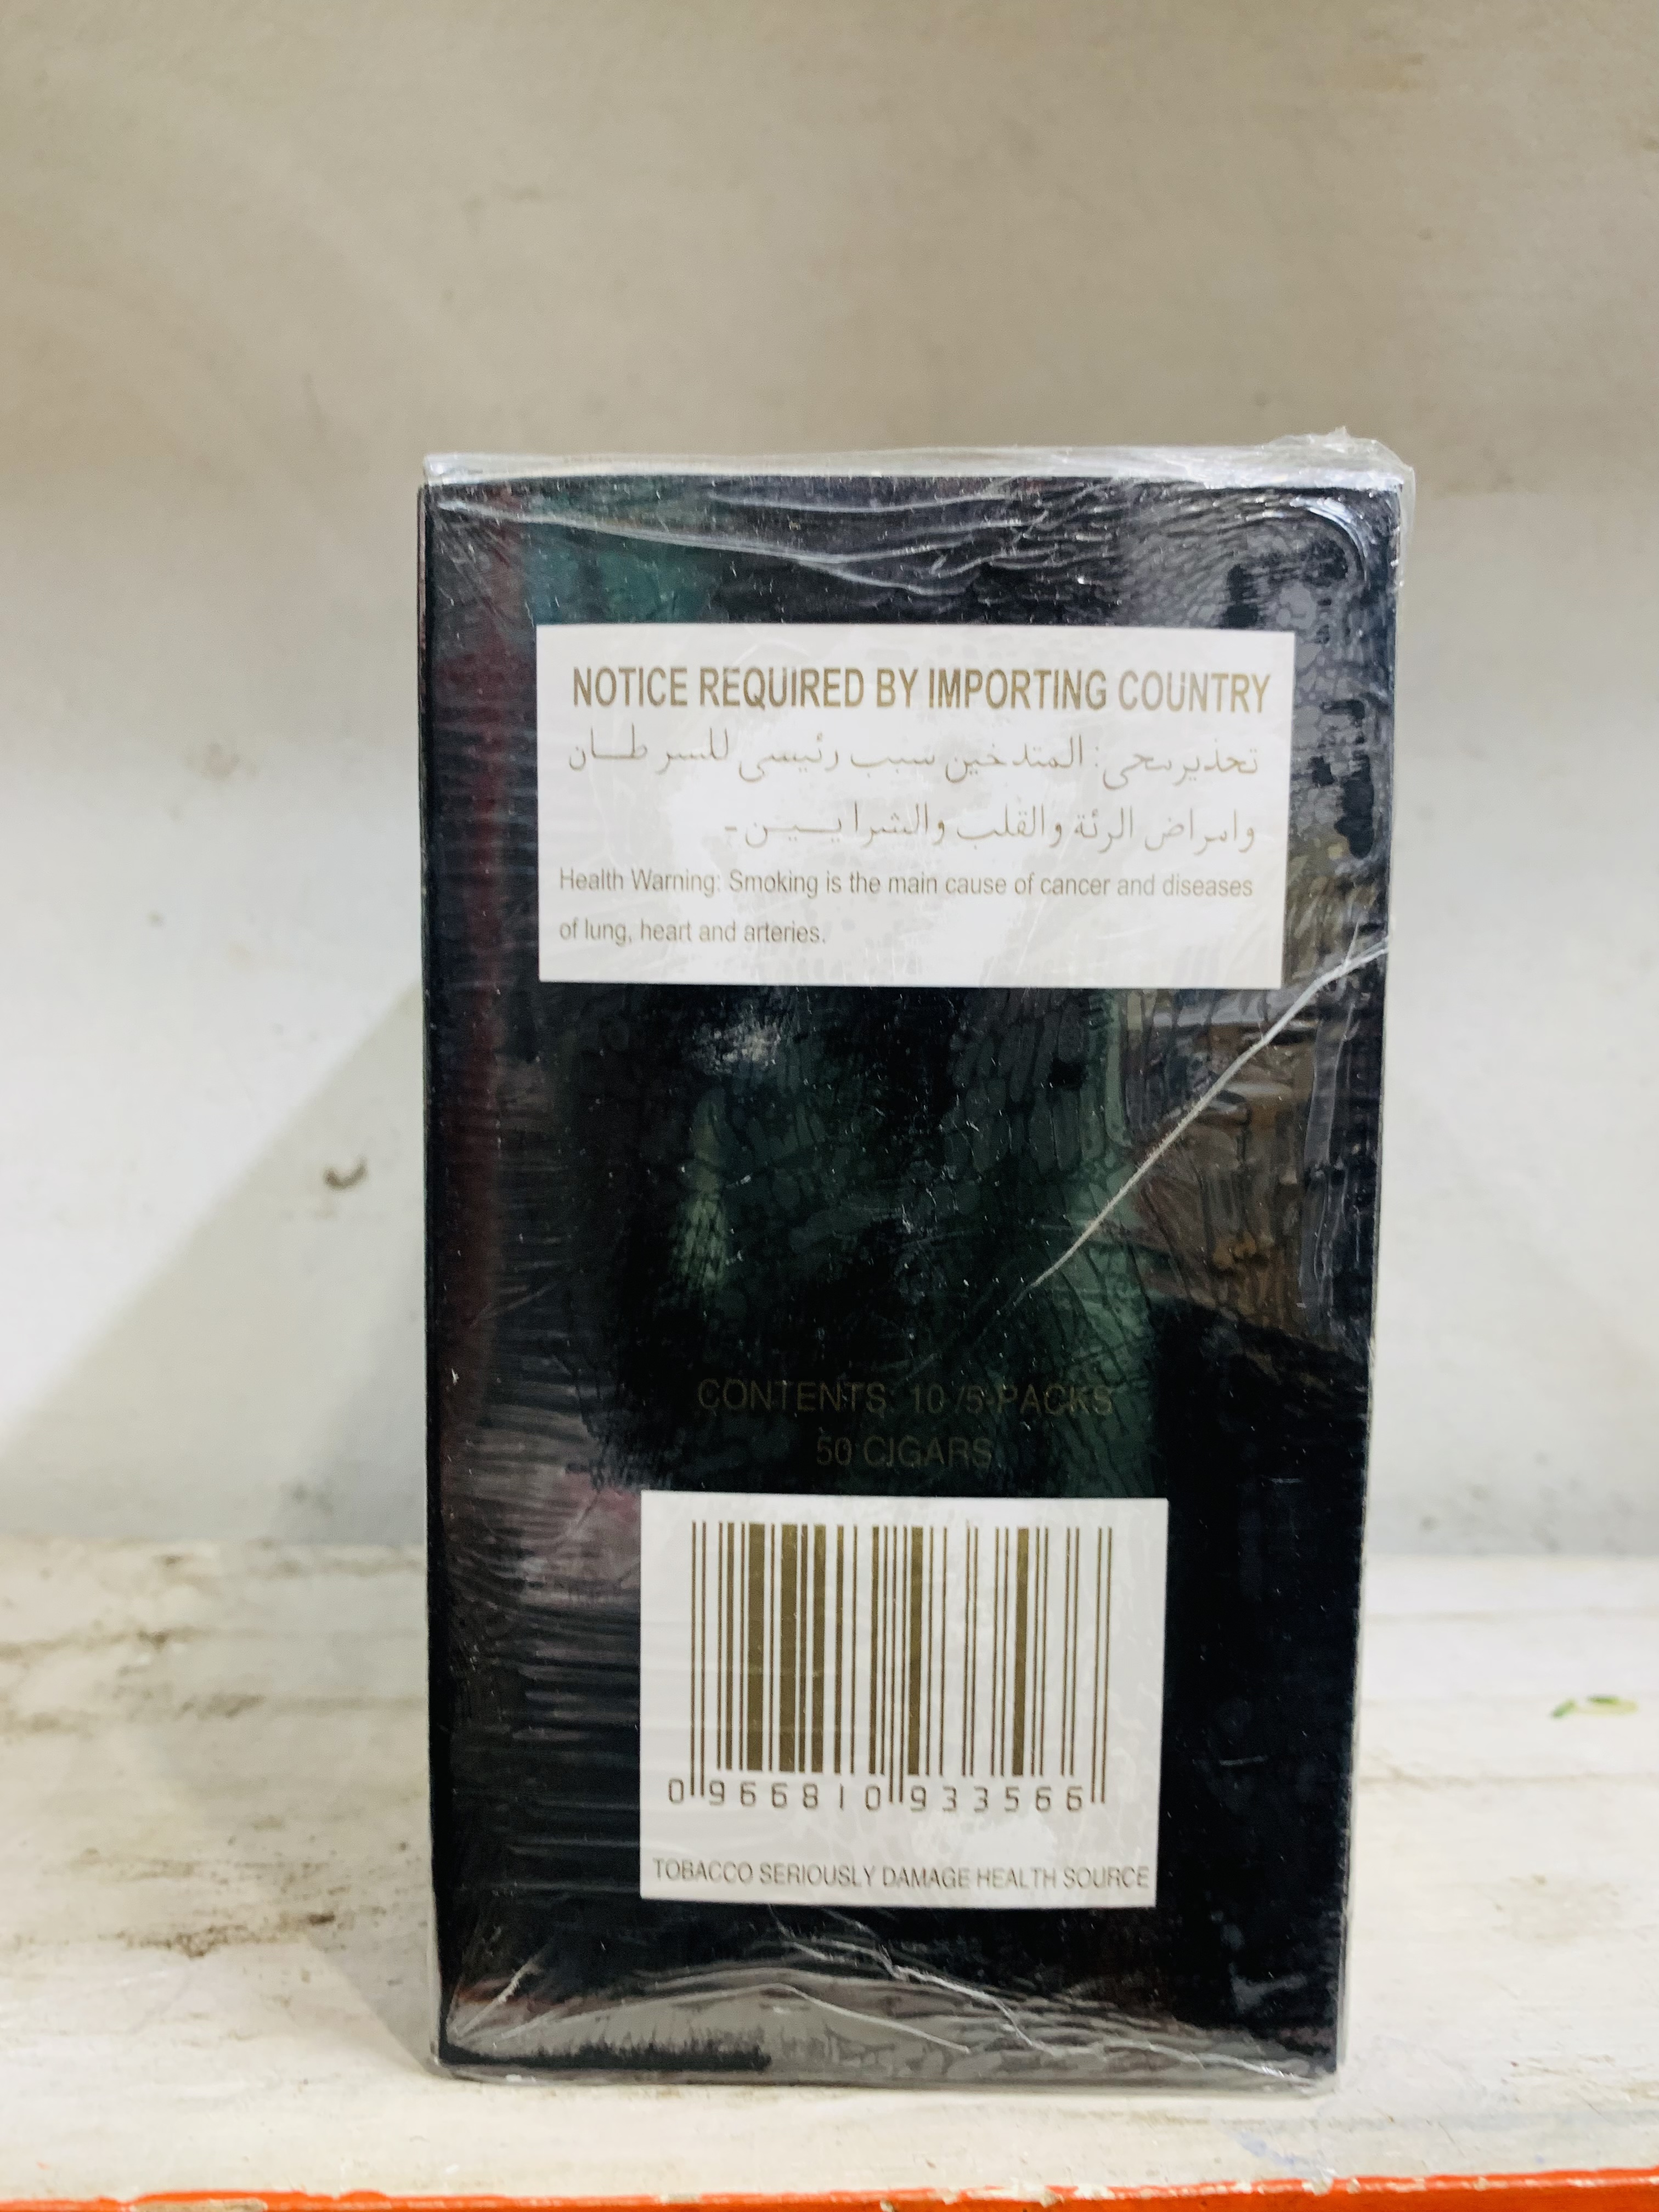 NOTICE REQUIRED BY IMPORTING COUNTRY
تحذيرصحي: المتدخين سبب رئيسي للسرطان
وامراض الرئة والقلب والشرايين-
Health Warning: Smoking is the main cause of cancer and diseases
of lung, heart and arteries.
CONTENTS: 10 /5-PACKS
50 CIGARS
0 966810 933566
TOBACCO SERIOUSLY DAMAGE HEALTH SOURCE